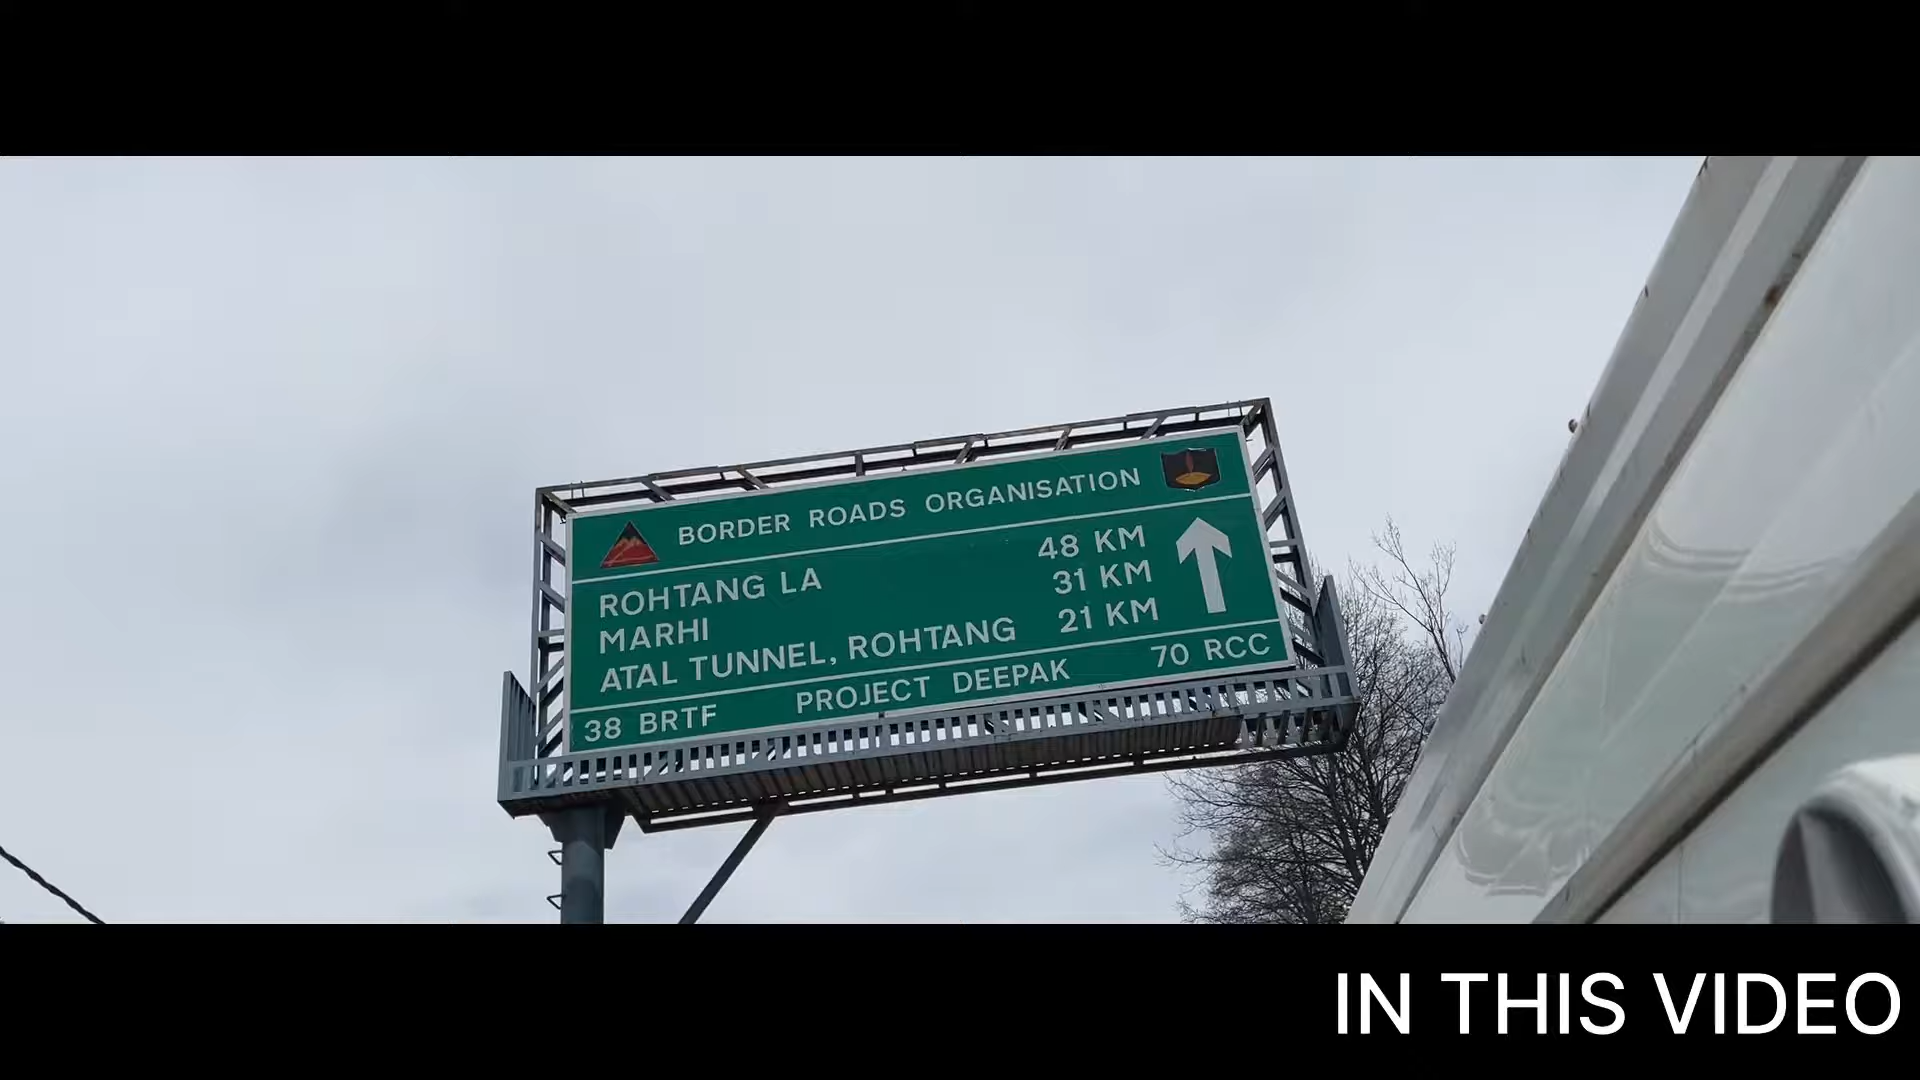 BORDER ROADS ORGANISATION
ROHTANG LA 48 KM
MARHI 31 KM
ATAL TUNNEL, ROHTANG 21 KM
38 BRTF PROJECT DEEPAK 70 RCC
IN THIS VIDEO